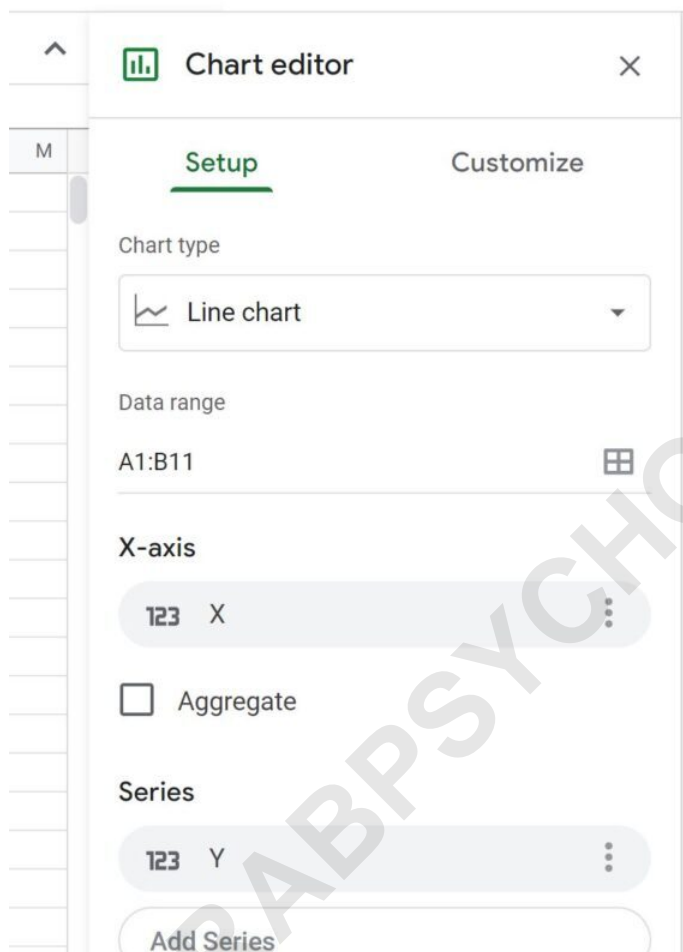 Chart editor
M
Setup Customize
Chart type
Line chart
Data range
A1:B11
X-axis
123 X
Aggregate
Series
123 Y
Add Series